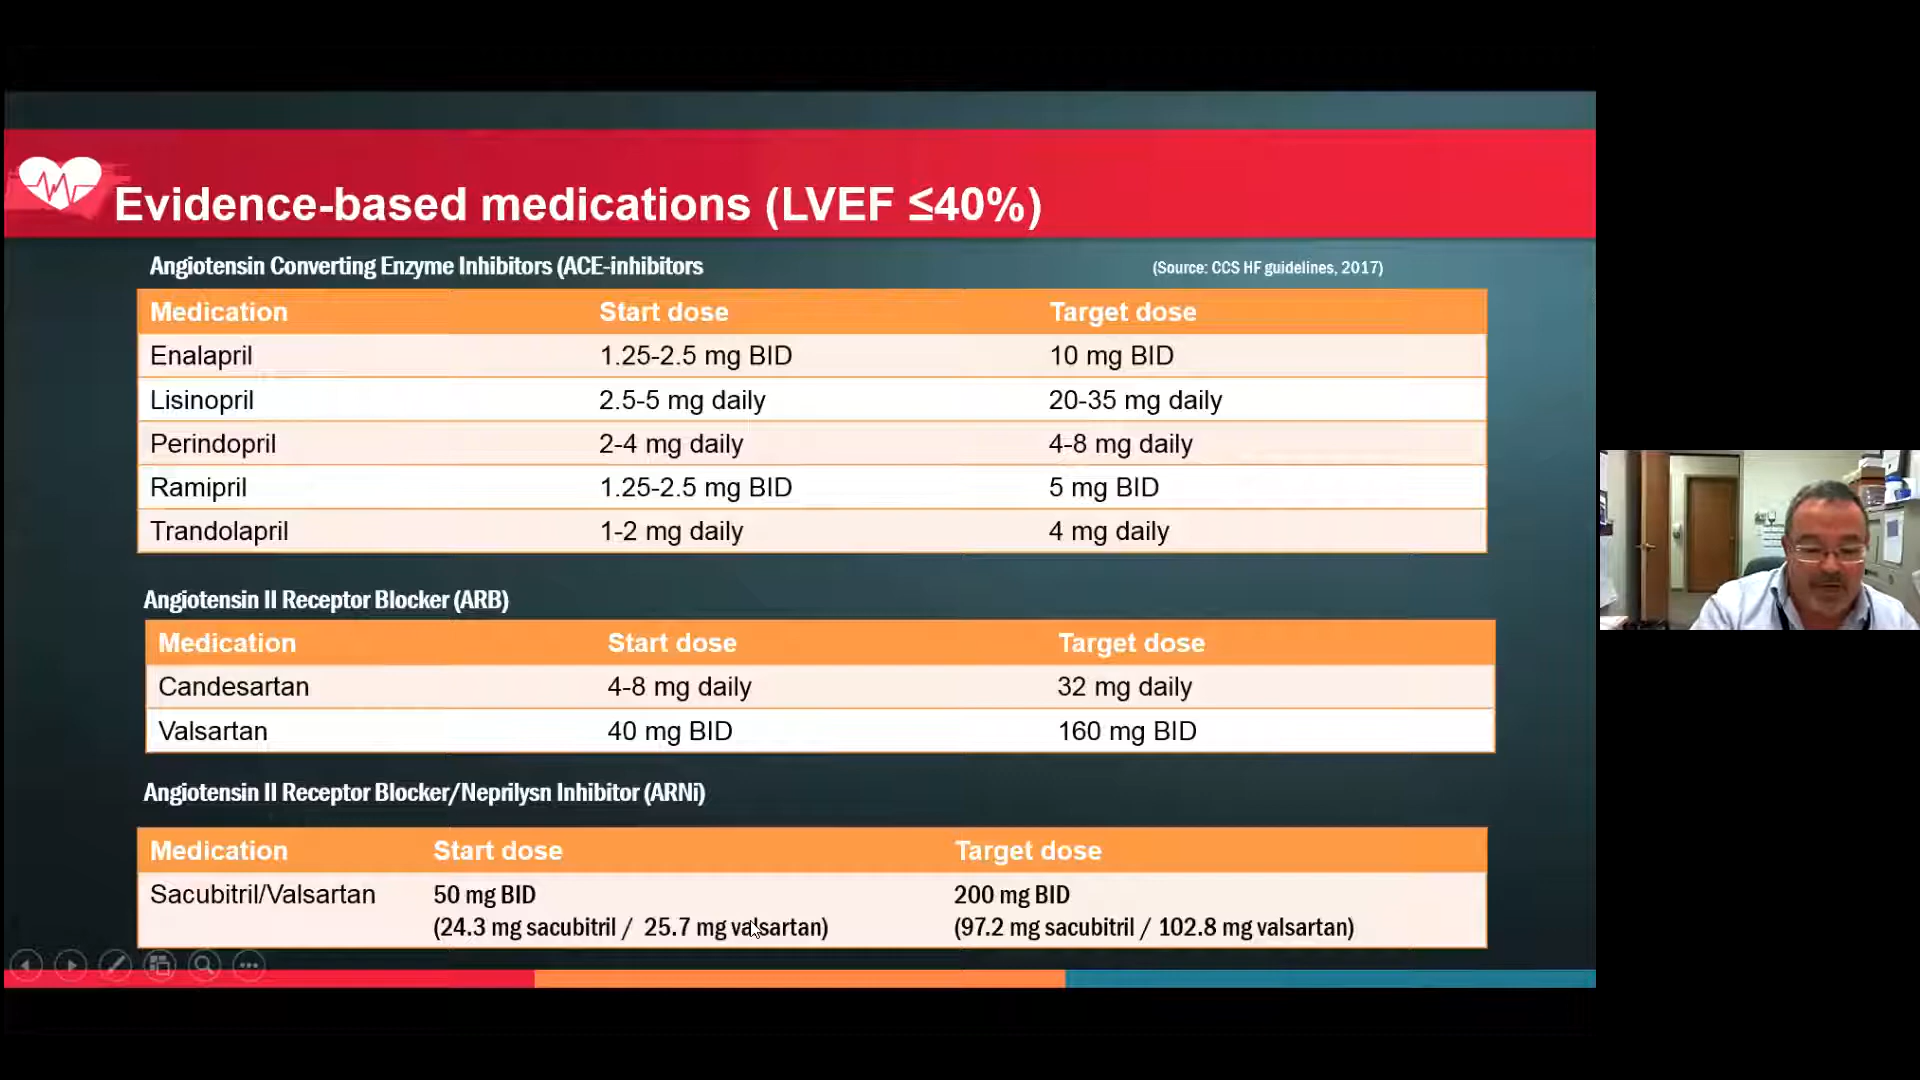 Evidence-based medications (LVEF ≤40%)
Angiotensin Converting Enzyme Inhibitors (ACE-inhibitors
(Source: CCS HF guidelines, 2017)
Medication Start dose Target dose
Enalapril 1.25-2.5 mg BID 10 mg BID
Lisinopril 2.5-5 mg daily 20-35 mg daily
Perindopril 2-4 mg daily 4-8 mg daily
Ramipril 1.25-2.5 mg BID 5 mg BID
Trandolapril 1-2 mg daily 4 mg daily
Angiotensin II Receptor Blocker (ARB)
Medication Start dose Target dose
Candesartan 4-8 mg daily 32 mg daily
Valsartan 40 mg BID 160 mg BID
Angiotensin II Receptor Blocker/Neprilysn Inhibitor (ARNi)
Medication Start dose Target dose
Sacubitril/Valsartan 50 mg BID 200 mg BID
(24.3 mg sacubitril / 25.7 mg valsartan) (97.2 mg sacubitril / 102.8 mg valsartan)